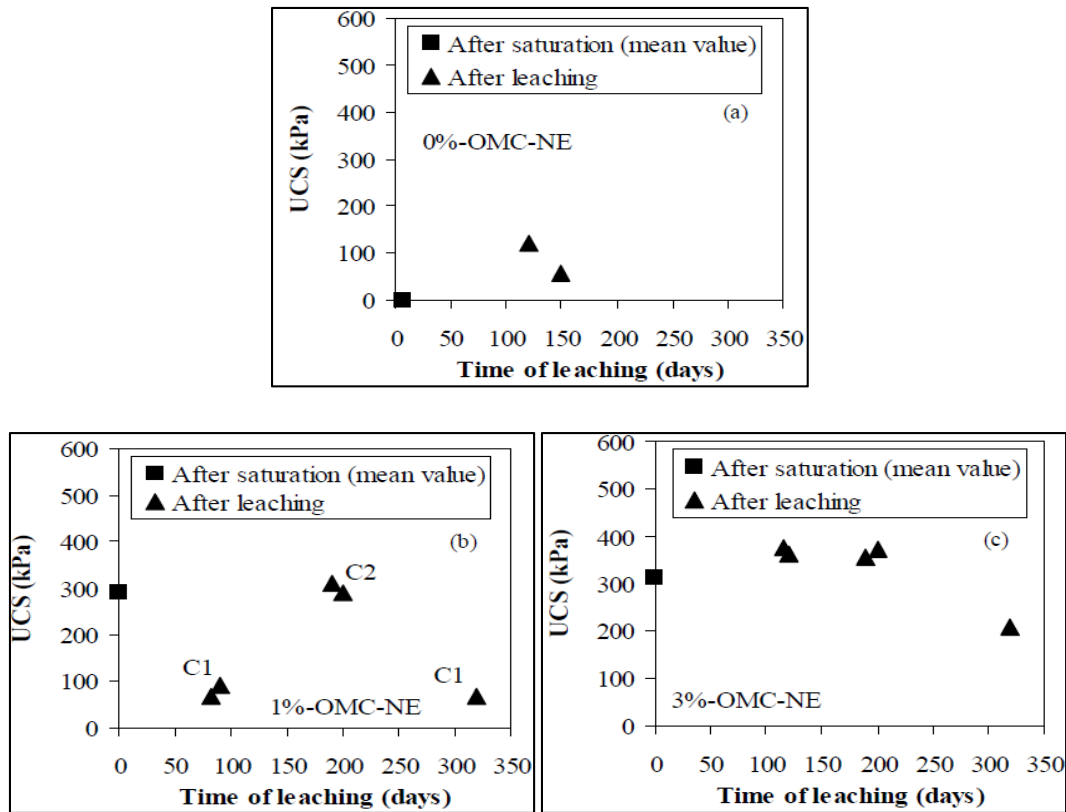 600
500
400
300
200
100
0
UCS (kPa)
After saturation (mean value)
After leaching
(a)
0%-OMC-NE
0 50 100 150 200 250 300 350
Time of leaching (days)
600
500
400
300
200
100
0
UCS (kPa)
After saturation (mean value)
After leaching
(b)
C2
C1
C1
1%-OMC-NE
0 50 100 150 200 250 300 350
Time of leaching (days)
600
500
400
300
200
100
0
UCS (kPa)
After saturation (mean value)
After leaching
(c)
3%-OMC-NE
0 50 100 150 200 250 300 350
Time of leaching (days)